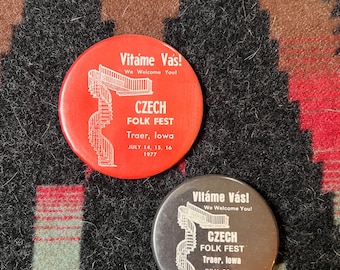 Vítáme Vás!
We Welcome You!
CZECH
FOLK FEST
Traer, Iowa
JULY 14, 15, 16
1977
Vítáme Vás!
We Welcome You!
CZECH
FOLK FEST
Traer, Iowa